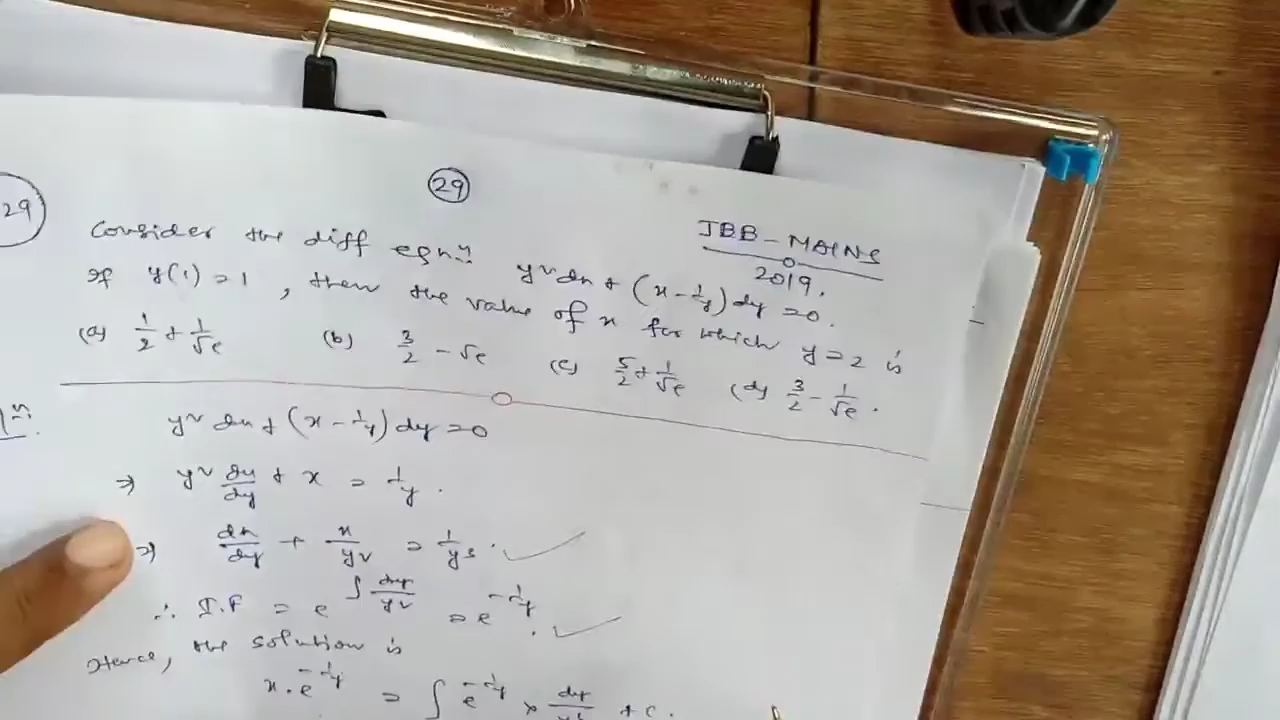 29
29
JEE - MAINS
2019.
Consider the diff eqn. y² dx + (x - 1/y) dy = 0.
If y(1) = 1, then the value of x for which y = 2 is
(a) 1/2 + 1/√e (b) 3/2 - √e (c) 5/2 + 1/√e (d) 3/2 - 1/√e.
y² dx + (x - 1/y) dy = 0
⇒ y² dx/dy + x = 1/y.
⇒ dx/dy + x/y² = 1/y³.
∴ I.F = e^∫dy/y² = e^-1/y.
Hence, the solution is
x.e^-1/y = ∫ e^-1/y × dy/y³ + c.